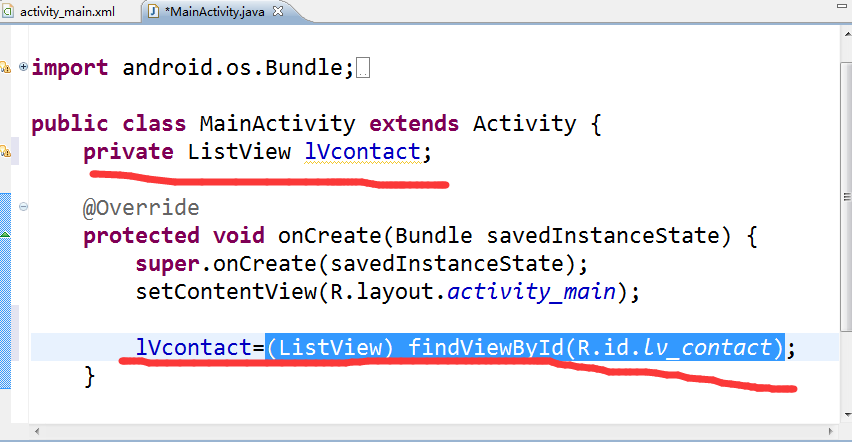 activity_main.xml
*MainActivity.java
import android.os.Bundle;
public class MainActivity extends Activity {
private ListView lVcontact;
@Override
protected void onCreate(Bundle savedInstanceState) {
super.onCreate(savedInstanceState);
setContentView(R.layout.activity_main);
lVcontact=(ListView) findViewById(R.id.lv_contact);
}